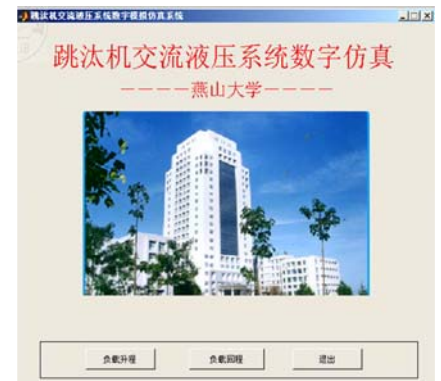 跳汰机交流液压系统数字模拟仿真系统
跳汰机交流液压系统数字仿真
－－－－燕山大学－－－－
负载升程
负载回程
退出